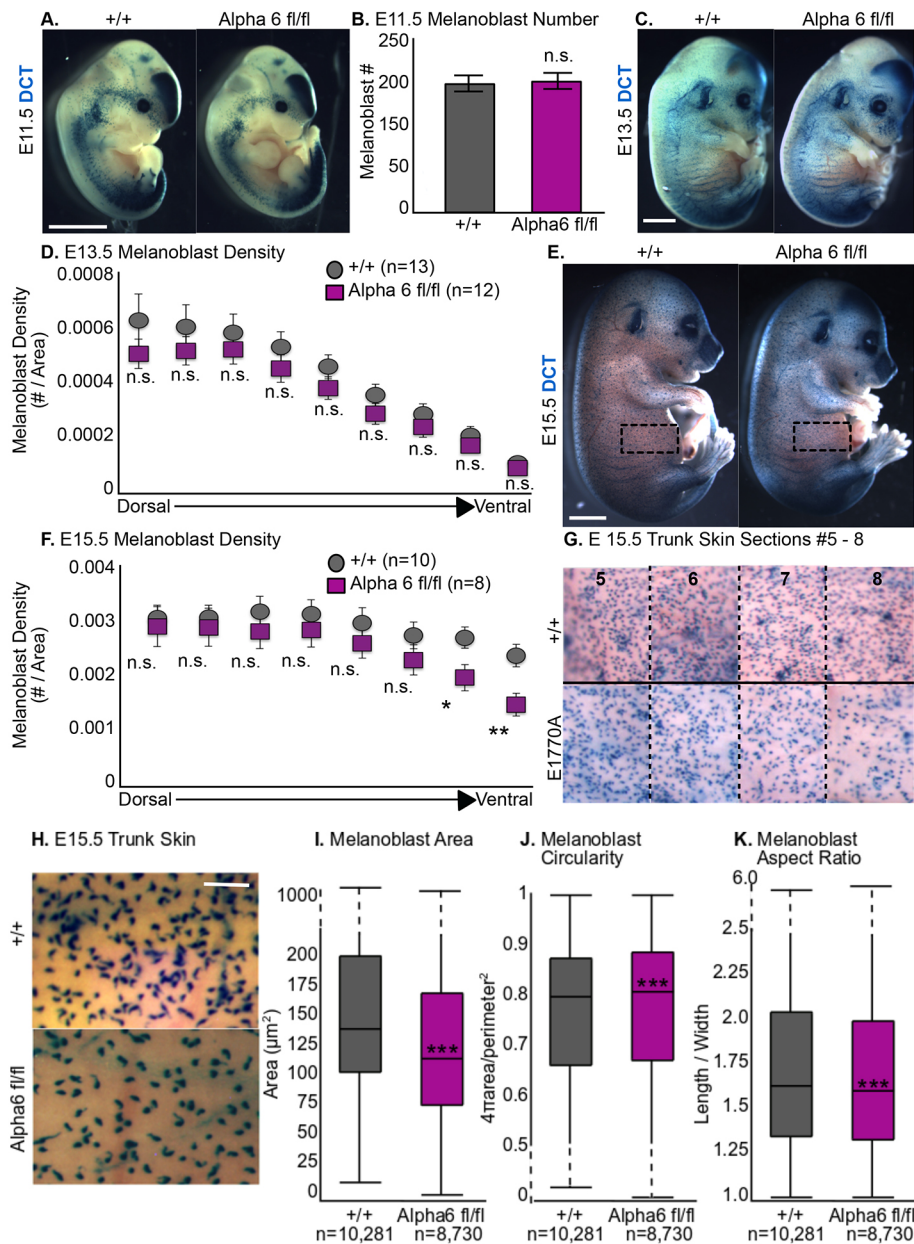 A. +/+ Alpha 6 fl/fl
E11.5 DCT
B. E11.5 Melanoblast Number
Melanoblast #
200
150
100
50
0
n.s.
+/+ Alpha6 fl/fl
C. +/+ Alpha 6 fl/fl
E13.5 DCT
D. E13.5 Melanoblast Density
Melanoblast Density
(# / Area)
0.0008
0.0006
0.0004
0.0002
0
+/+ (n=13)
Alpha 6 fl/fl (n=12)
n.s. n.s. n.s. n.s. n.s. n.s. n.s. n.s. n.s.
Dorsal Ventral
E. +/+ Alpha 6 fl/fl
E15.5 DCT
F. E15.5 Melanoblast Density
Melanoblast Density
(# / Area)
0.004
0.003
0.002
0.001
0
+/+ (n=10)
Alpha 6 fl/fl (n=8)
n.s. n.s. n.s. n.s. n.s. n.s. * **
Dorsal Ventral
G. E 15.5 Trunk Skin Sections #5 - 8
5 6 7 8
+/+
E1770A
H. E15.5 Trunk Skin
+/+
Alpha6 fl/fl
I. Melanoblast Area
Area (µm²)
1000
200
175
150
125
100
75
50
25
0
***
+/+ Alpha6 fl/fl
n=10,281 n=8,730
J. Melanoblast
Circularity
4πarea/perimeter²
1
0.9
0.8
0.7
0.6
0.5
0
***
+/+ Alpha6 fl/fl
n=10,281 n=8,730
K. Melanoblast
Aspect Ratio
Length / Width
6.0
2.5
2.25
2.0
1.75
1.5
1.25
1.0
***
+/+ Alpha6 fl/fl
n=10,281 n=8,730